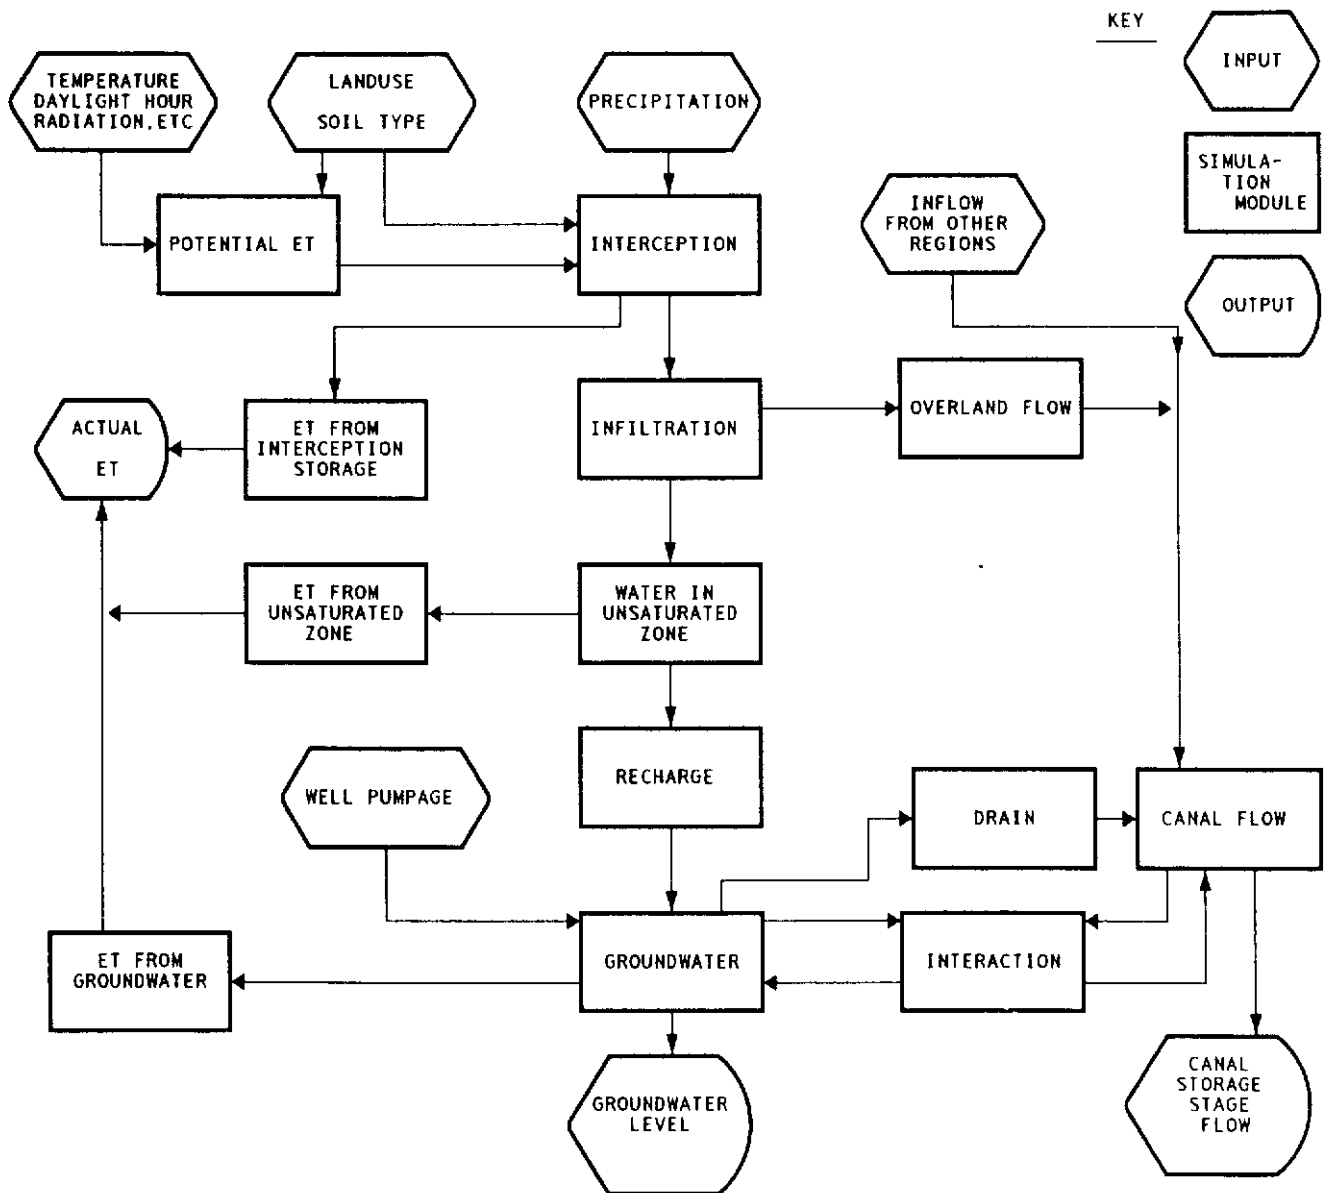 KEY
INPUT
SIMULA-
TION
MODULE
OUTPUT
TEMPERATURE
DAYLIGHT HOUR
RADIATION,ETC
LANDUSE
SOIL TYPE
PRECIPITATION
INFLOW
FROM OTHER
REGIONS
POTENTIAL ET
INTERCEPTION
ACTUAL
ET
ET FROM
INTERCEPTION
STORAGE
INFILTRATION
OVERLAND FLOW
ET FROM
UNSATURATED
ZONE
WATER IN
UNSATURATED
ZONE
WELL PUMPAGE
RECHARGE
DRAIN
CANAL FLOW
ET FROM
GROUNDWATER
GROUNDWATER
INTERACTION
GROUNDWATER
LEVEL
CANAL
STORAGE
STAGE
FLOW